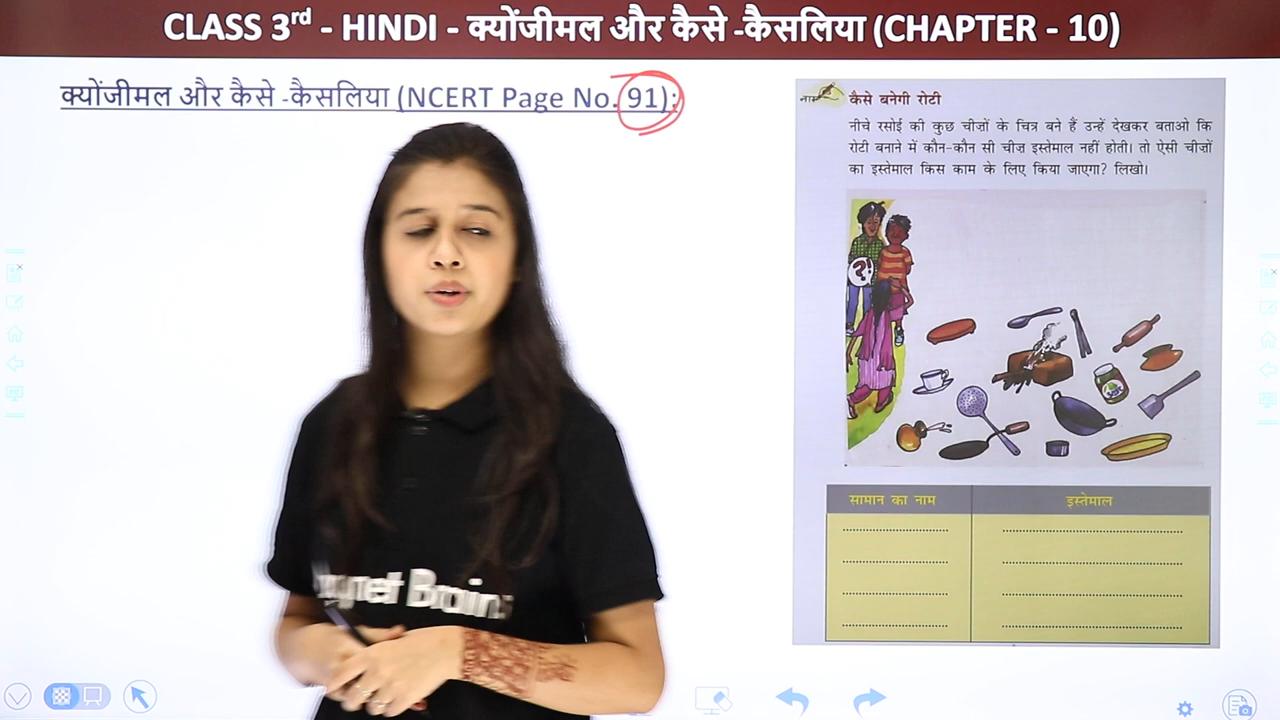 CLASS 3rd - HINDI - क्योंजीमल और कैसे -कैसलिया (CHAPTER - 10)
क्योंजीमल और कैसे -कैसलिया (NCERT Page No. 91):
कैसे बनेगी रोटी
नीचे रसोई की कुछ चीज़ों के चित्र बने हैं उन्हें देखकर बताओ कि
रोटी बनाने में कौन-कौन सी चीज़ इस्तेमाल नहीं होती। तो ऐसी चीज़ों
का इस्तेमाल किस काम के लिए किया जाएगा? लिखो।
?!
सामान का नाम इस्तेमाल
Brains